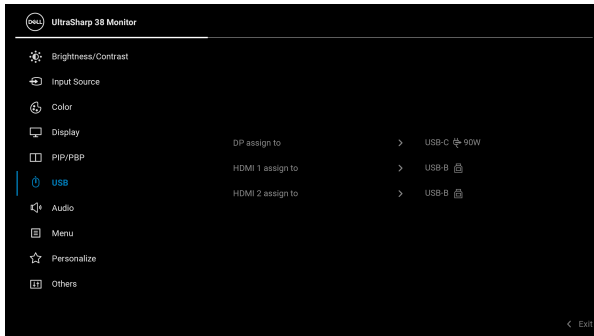 DELL UltraSharp 38 Monitor
Brightness/Contrast
Input Source
Color
Display
PIP/PBP
USB
Audio
Menu
Personalize
Others
DP assign to > USB-C 90W
HDMI 1 assign to > USB-B
HDMI 2 assign to > USB-B
< Exit